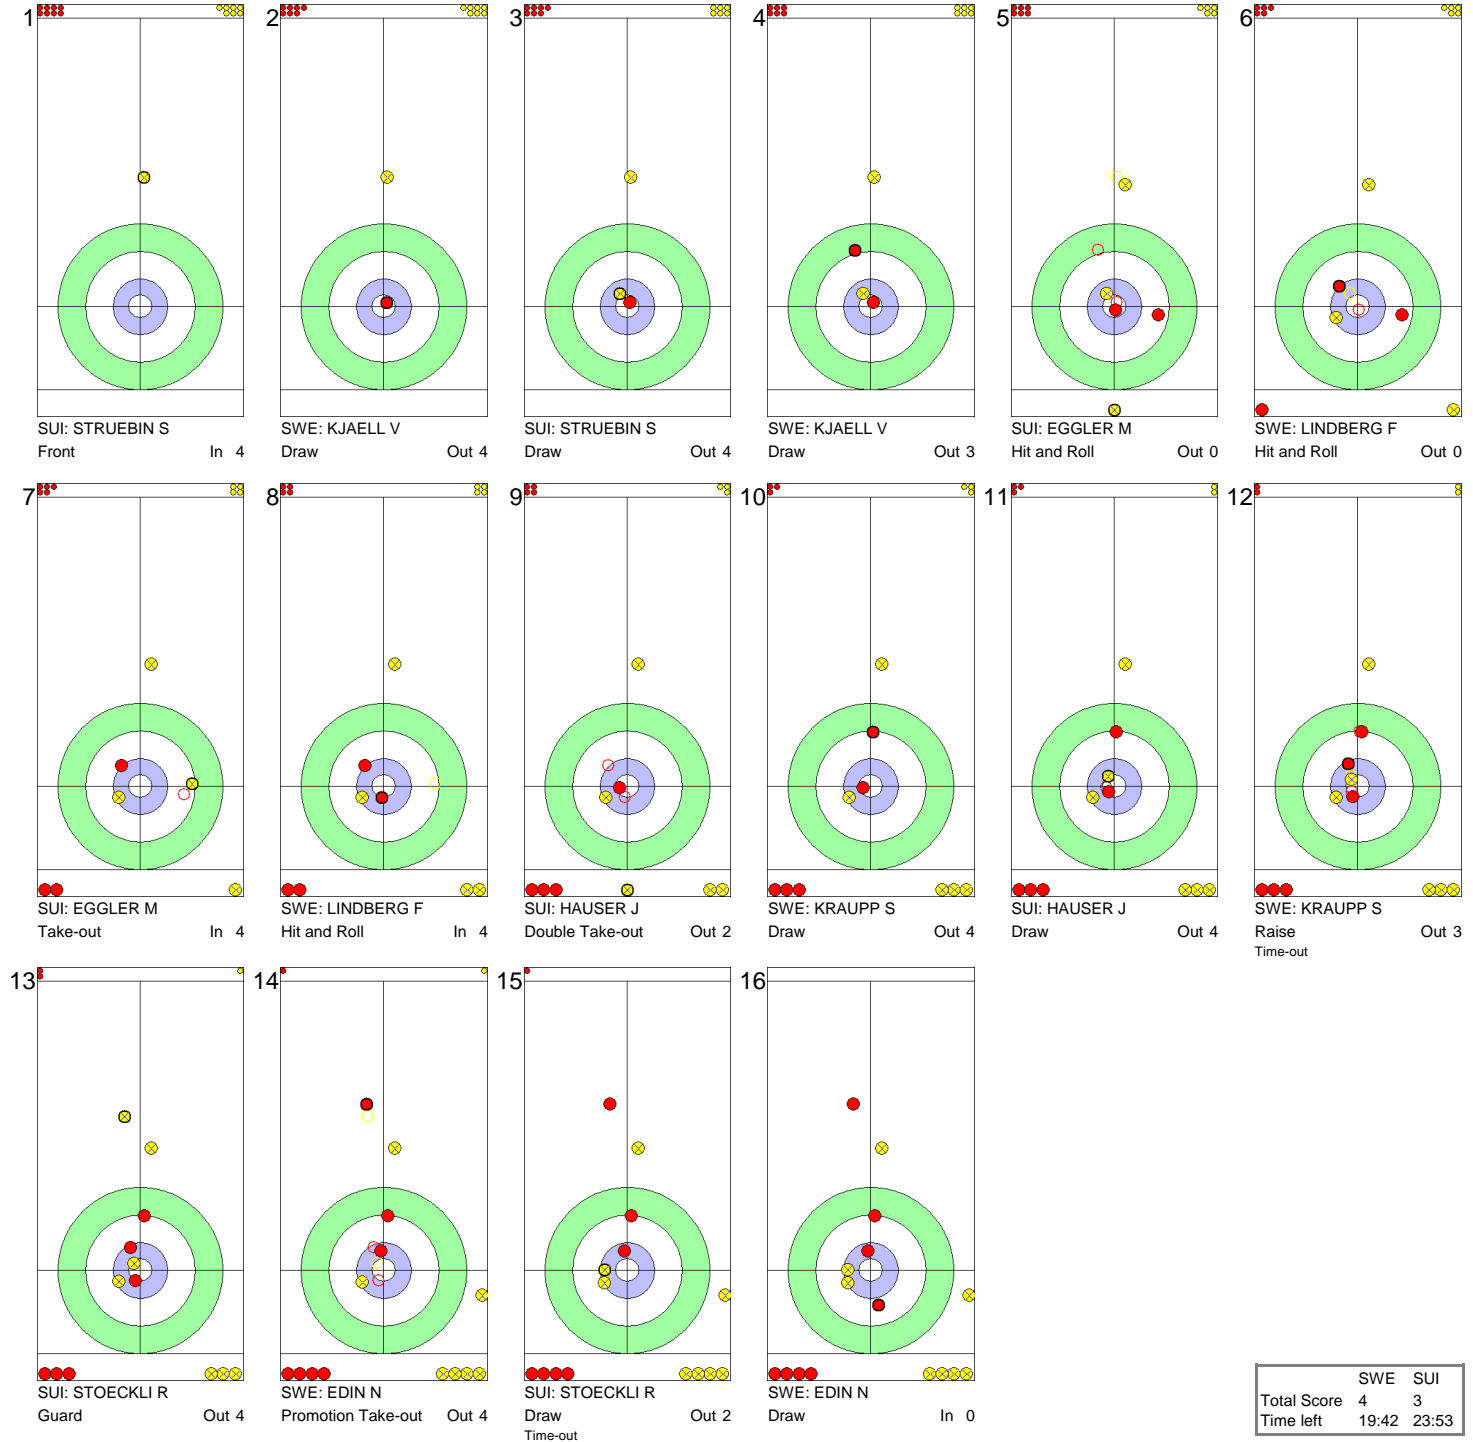 1 2 3 4 5 6
SUI: STRUEBIN S SWE: KJAELL V SUI: STRUEBIN S SWE: KJAELL V SUI: EGGLER M SWE: LINDBERG F
Front In 4 Draw Out 4 Draw Out 4 Draw Out 3 Hit and Roll Out 0 Hit and Roll Out 0
7 8 9 10 11 12
SUI: EGGLER M SWE: LINDBERG F SUI: HAUSER J SWE: KRAUPP S SUI: HAUSER J SWE: KRAUPP S
Take-out In 4 Hit and Roll In 4 Double Take-out Out 2 Draw Out 4 Draw Out 4 Raise Out 3
Time-out
13 14 15 16
SUI: STOECKLI R SWE: EDIN N SUI: STOECKLI R SWE: EDIN N
Guard Out 4 Promotion Take-out Out 4 Draw Out 2 Draw In 0
Time-out
SWE SUI
Total Score 4 3
Time left 19:42 23:53